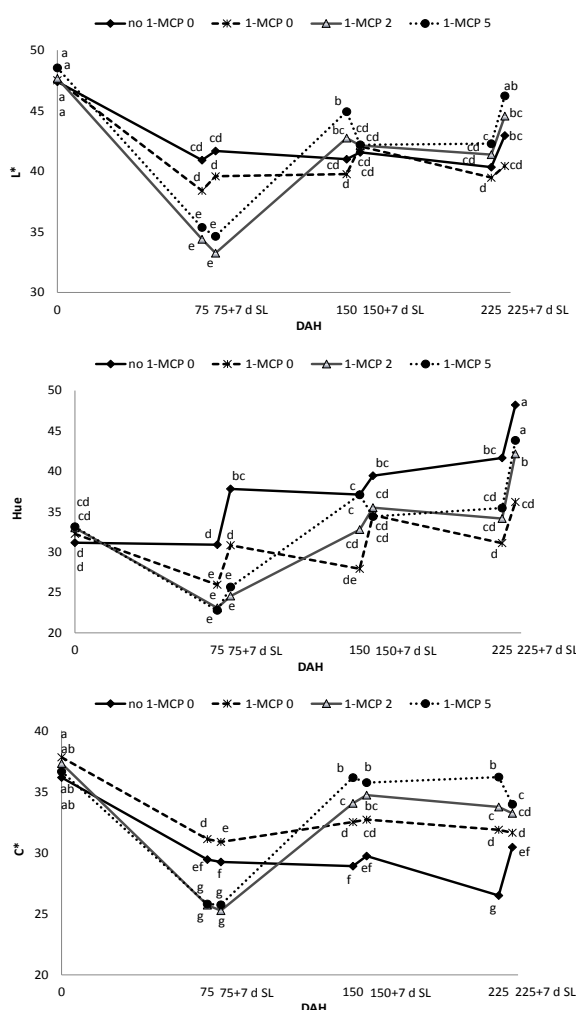 no 1-MCP 0 1-MCP 0 1-MCP 2 1-MCP 5
50
45
40
35
30
L*
a
a
a
a
cd
cd
d
d
e
e
e
e
b
bc
cd
cd
d
cd
cd
cd
c
cd
cd
d
ab
bc
bc
cd
0 75 75+7 d SL 150 150+7 d SL 225 225+7 d SL
DAH
no 1-MCP 0 1-MCP 0 1-MCP 2 1-MCP 5
50
45
40
35
30
25
20
Hue
cd
cd
d
d
d
e
e
e
bc
d
e
e
c
c
cd
de
bc
cd
cd
cd
bc
cd
cd
d
a
a
b
cd
0 75 75+7 d SL 150 150+7 d SL 225 225+7 d SL
DAH
no 1-MCP 0 1-MCP 0 1-MCP 2 1-MCP 5
40
35
30
25
20
C*
a
ab
ab
ab
d
ef
g
g
e
f
g
g
b
c
d
f
b
bc
cd
ef
b
c
d
g
c
cd
d
ef
0 75 75+7 d SL 150 150+7 d SL 225 225+7 d SL
DAH